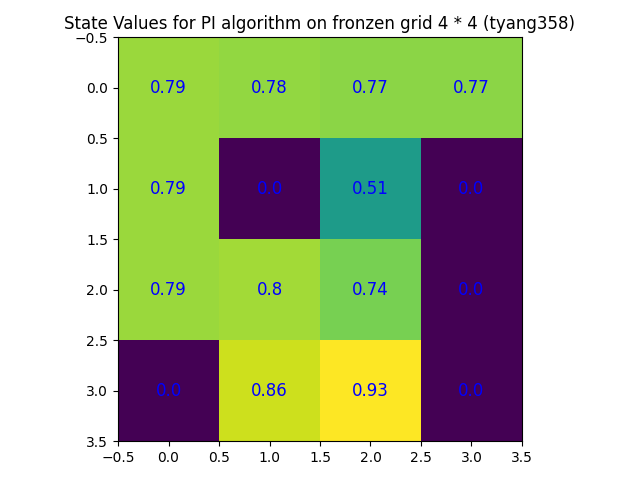 State Values for PI algorithm on fronzen grid 4 * 4 (tyang358)
−0.5
0.0 0.79 0.78 0.77 0.77
0.5
1.0 0.79 0.0 0.51 0.0
1.5
2.0 0.79 0.8 0.74 0.0
2.5
3.0 0.0 0.86 0.93 0.0
3.5
−0.5 0.0 0.5 1.0 1.5 2.0 2.5 3.0 3.5